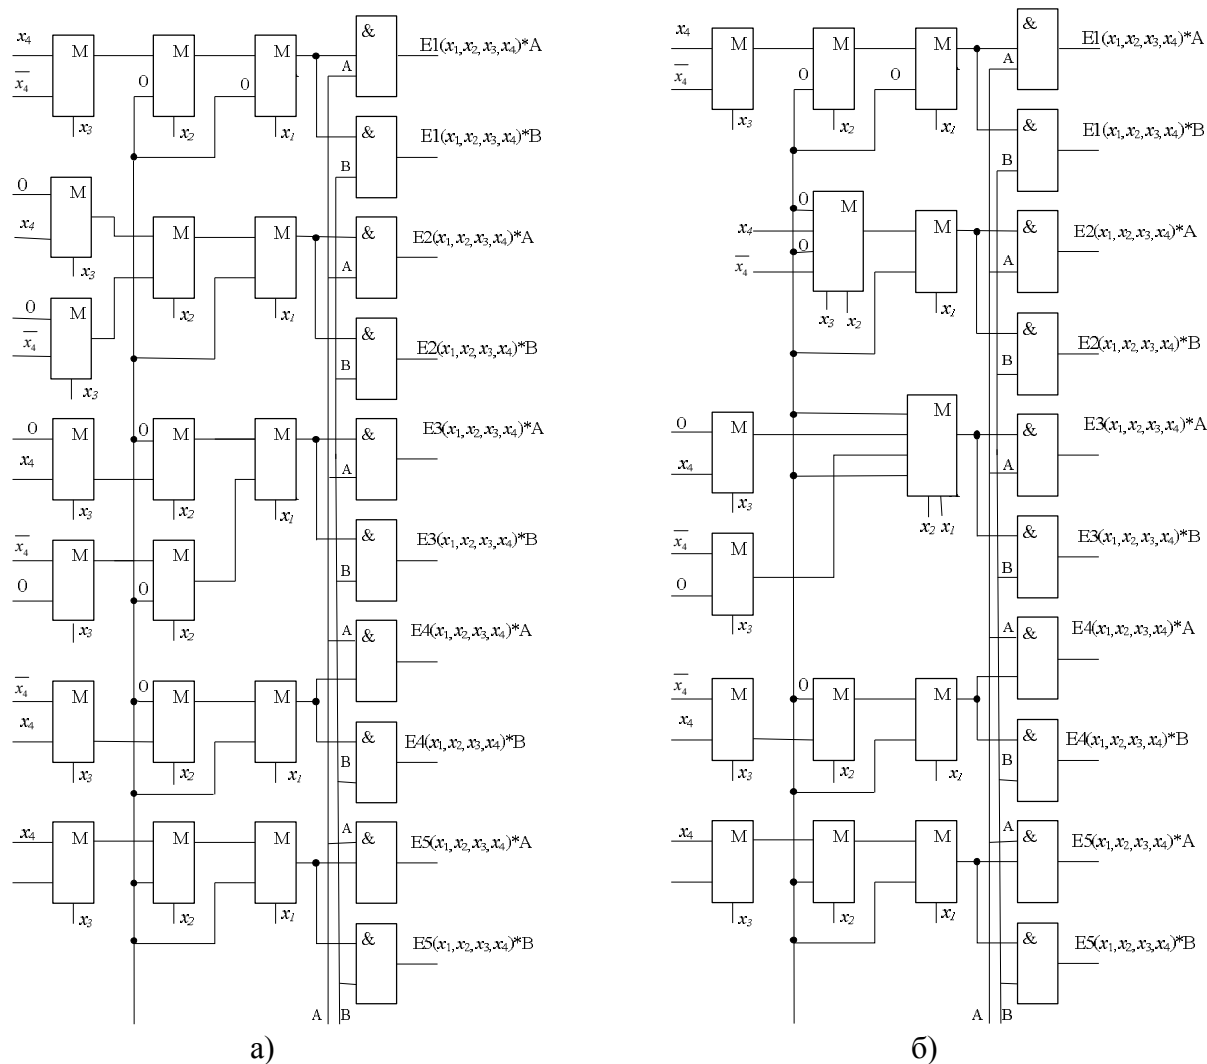 x₄ M M M & E1(x₁,x₂,x₃,x₄)*A
x̅₄ 0 0 A
x₃ x₂ x₁ & E1(x₁,x₂,x₃,x₄)*B
B
0 M M M & E2(x₁,x₂,x₃,x₄)*A
x₄ A
x₃ x₂ x₁
0 M & E2(x₁,x₂,x₃,x₄)*B
x̅₄ B
x₃
0 M 0 M M & E3(x₁,x₂,x₃,x₄)*A
x₄ A
x₃ x₂ x₁
x̅₄ M M & E3(x₁,x₂,x₃,x₄)*B
0 0 B
x₃ x₂
A & E4(x₁,x₂,x₃,x₄)*A
x̅₄ M 0 M M
x₄ & E4(x₁,x₂,x₃,x₄)*B
x₃ x₂ x₁ B
x₄ M M M A & E5(x₁,x₂,x₃,x₄)*A
x₃ x₂ x₁
& E5(x₁,x₂,x₃,x₄)*B
A B
а)
x₄ M M M & E1(x₁,x₂,x₃,x₄)*A
x̅₄ 0 0 A
x₃ x₂ x₁ & E1(x₁,x₂,x₃,x₄)*B
B
0 M M & E2(x₁,x₂,x₃,x₄)*A
x₄
0 A
x̅₄
x₃ x₂ x₁ & E2(x₁,x₂,x₃,x₄)*B
B
0 M M & E3(x₁,x₂,x₃,x₄)*A
x₄ A
x₃ x₂ x₁
x̅₄ M & E3(x₁,x₂,x₃,x₄)*B
0 B
x₃
A & E4(x₁,x₂,x₃,x₄)*A
x̅₄ M 0 M M
x₄ & E4(x₁,x₂,x₃,x₄)*B
x₃ x₂ x₁ B
x₄ M M M A & E5(x₁,x₂,x₃,x₄)*A
x₃ x₂ x₁
& E5(x₁,x₂,x₃,x₄)*B
A B
б)